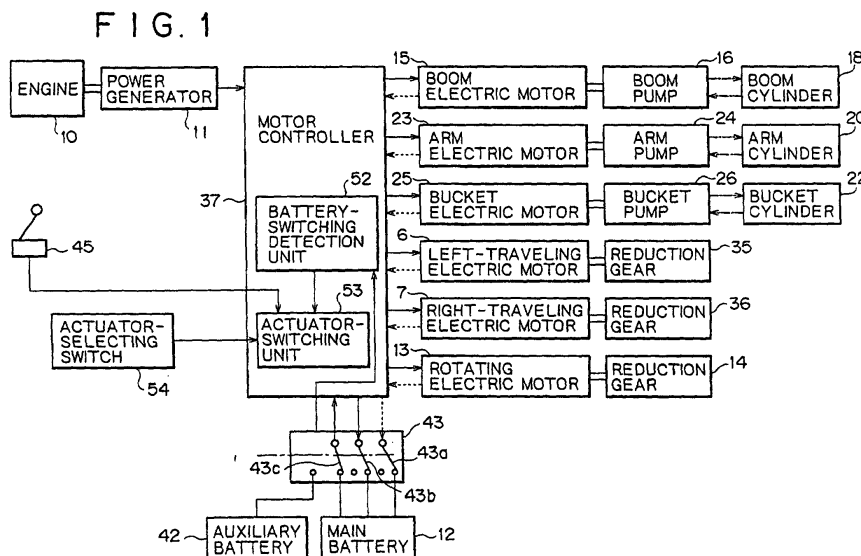 FIG. 1
ENGINE
10
POWER
GENERATOR
11
MOTOR
CONTROLLER
37
52
BATTERY-
SWITCHING
DETECTION
UNIT
53
ACTUATOR-
SWITCHING
UNIT
45
ACTUATOR-
SELECTING
SWITCH
54
15
BOOM
ELECTRIC MOTOR
16
BOOM
PUMP
18
BOOM
CYLINDER
23
ARM
ELECTRIC MOTOR
24
ARM
PUMP
20
ARM
CYLINDER
25
BUCKET
ELECTRIC MOTOR
26
BUCKET
PUMP
22
BUCKET
CYLINDER
6
LEFT-TRAVELING
ELECTRIC MOTOR
35
REDUCTION
GEAR
7
RIGHT-TRAVELING
ELECTRIC MOTOR
36
REDUCTION
GEAR
13
ROTATING
ELECTRIC MOTOR
14
REDUCTION
GEAR
43
43a
43c
43b
42
AUXILIARY
BATTERY
MAIN
BATTERY
12